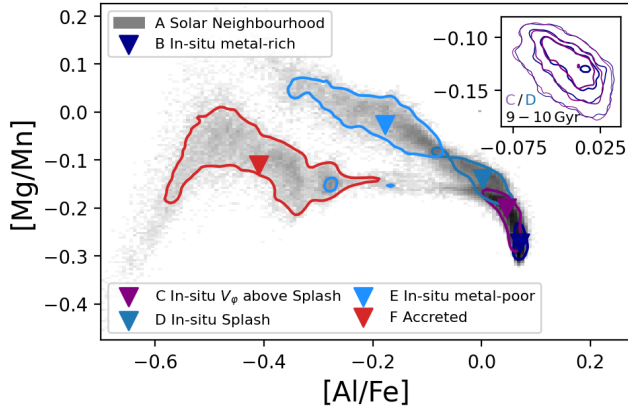 A Solar Neighbourhood
B In-situ metal-rich
−0.10
−0.15
C / D
9 − 10 Gyr
−0.075
0.025
0.2
0.1
0.0
−0.1
−0.2
−0.3
−0.4
[Mg/Mn]
C In-situ Vφ above Splash
D In-situ Splash
E In-situ metal-poor
F Accreted
−0.6
−0.4
−0.2
0.0
0.2
[Al/Fe]